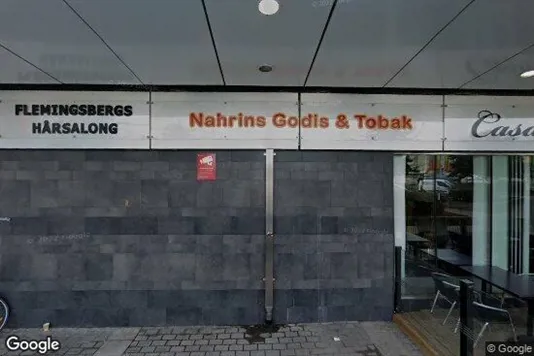 FLEMINGSBERGS
HÅRSALONG
Nahrins Godis & Tobak
Casa
Google
© Google